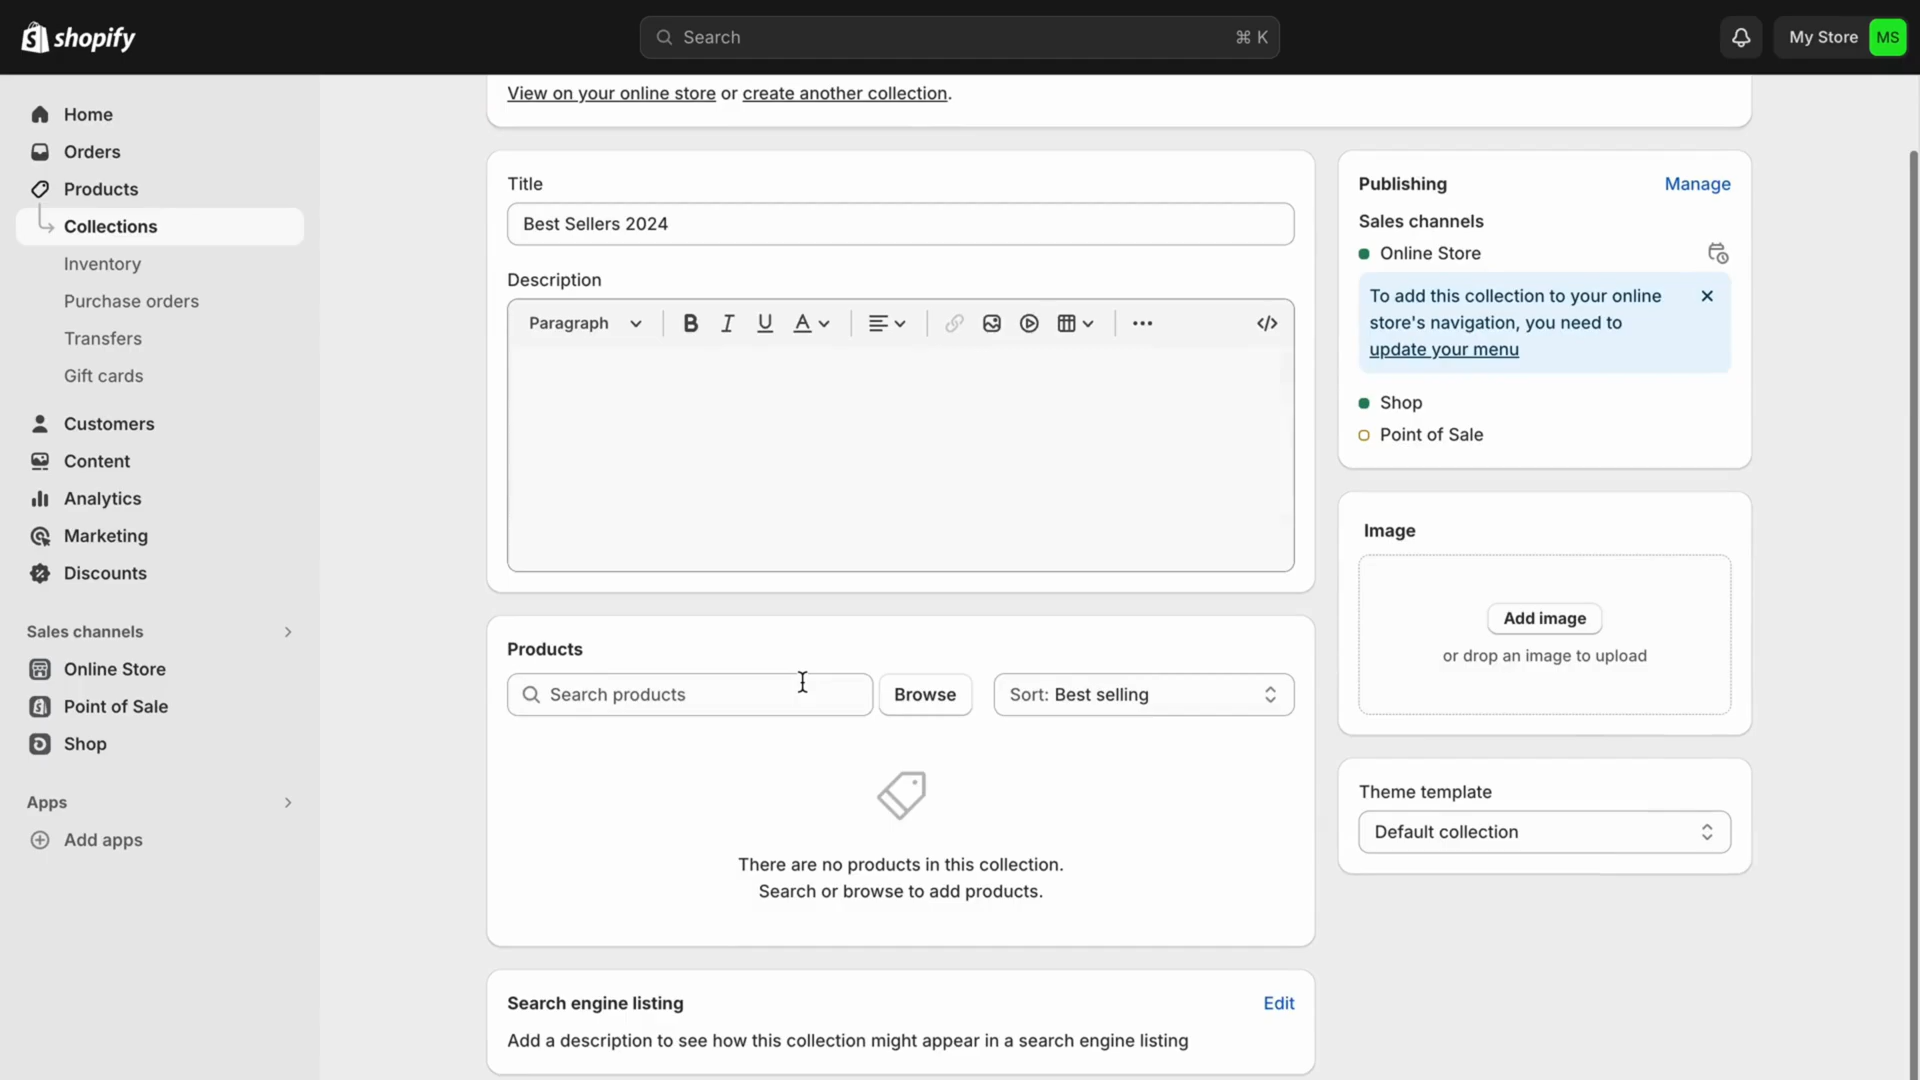 shopify
Search
⌘ K
My Store
MS
Home
Orders
Products
Collections
Inventory
Purchase orders
Transfers
Gift cards
Customers
Content
Analytics
Marketing
Discounts
Sales channels
Online Store
Point of Sale
Shop
Apps
Add apps
View on your online store or create another collection.
Title
Best Sellers 2024
Description
Paragraph
B I U A
Products
Search products
Browse
Sort: Best selling
There are no products in this collection.
Search or browse to add products.
Search engine listing
Edit
Add a description to see how this collection might appear in a search engine listing
Publishing
Manage
Sales channels
Online Store
To add this collection to your online
store's navigation, you need to
update your menu
Shop
Point of Sale
Image
Add image
or drop an image to upload
Theme template
Default collection